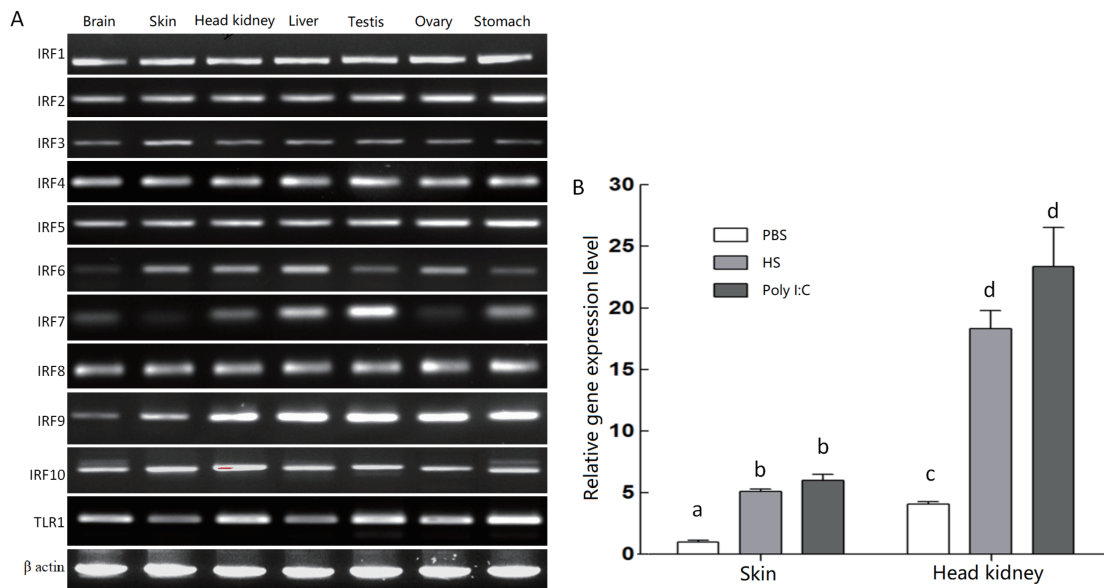 A
Brain Skin Head kidney Liver Testis Ovary Stomach
IRF1
IRF2
IRF3
IRF4
IRF5
IRF6
IRF7
IRF8
IRF9
IRF10
TLR1
β actin
B
Relative gene expression level
30
25
20
15
10
5
0
PBS
HS
Poly I:C
a
b
b
c
d
d
Skin Head kidney